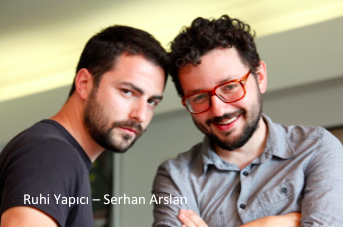 Ruhi Yapıcı – Serhan Arslan